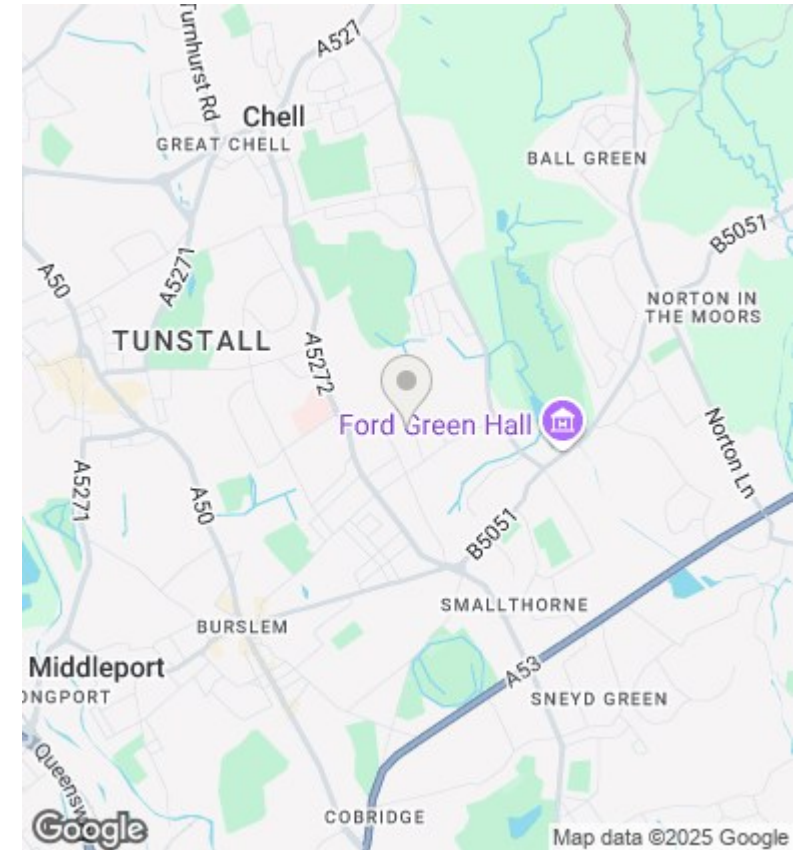 Turnhurst Rd
A527
Chell
GREAT CHELL
BALL GREEN
B5051
A50
A5271
NORTON IN
THE MOORS
TUNSTALL
A5272
Ford Green Hall
Norton Ln
A5271
A50
B5051
SMALLTHORNE
BURSLEM
Middleport
ONGPORT
A53
SNEYD GREEN
Queensw
COBRIDGE
Google
Map data ©2025 Google